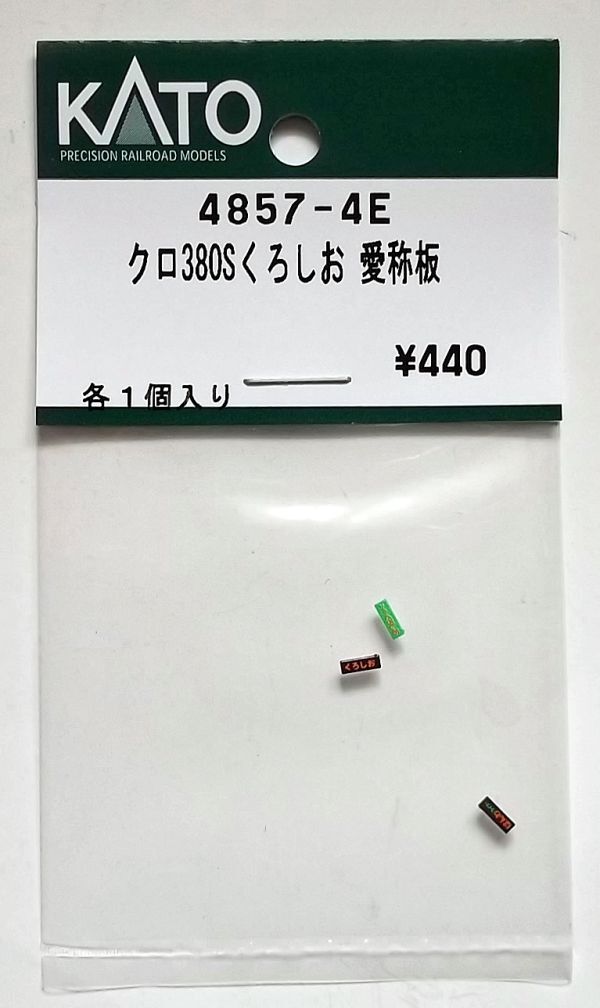 KATO
PRECISION RAILROAD MODELS
4857-4E
クロ380Sくろしお 愛称板
¥440
各1個入り
くろしお